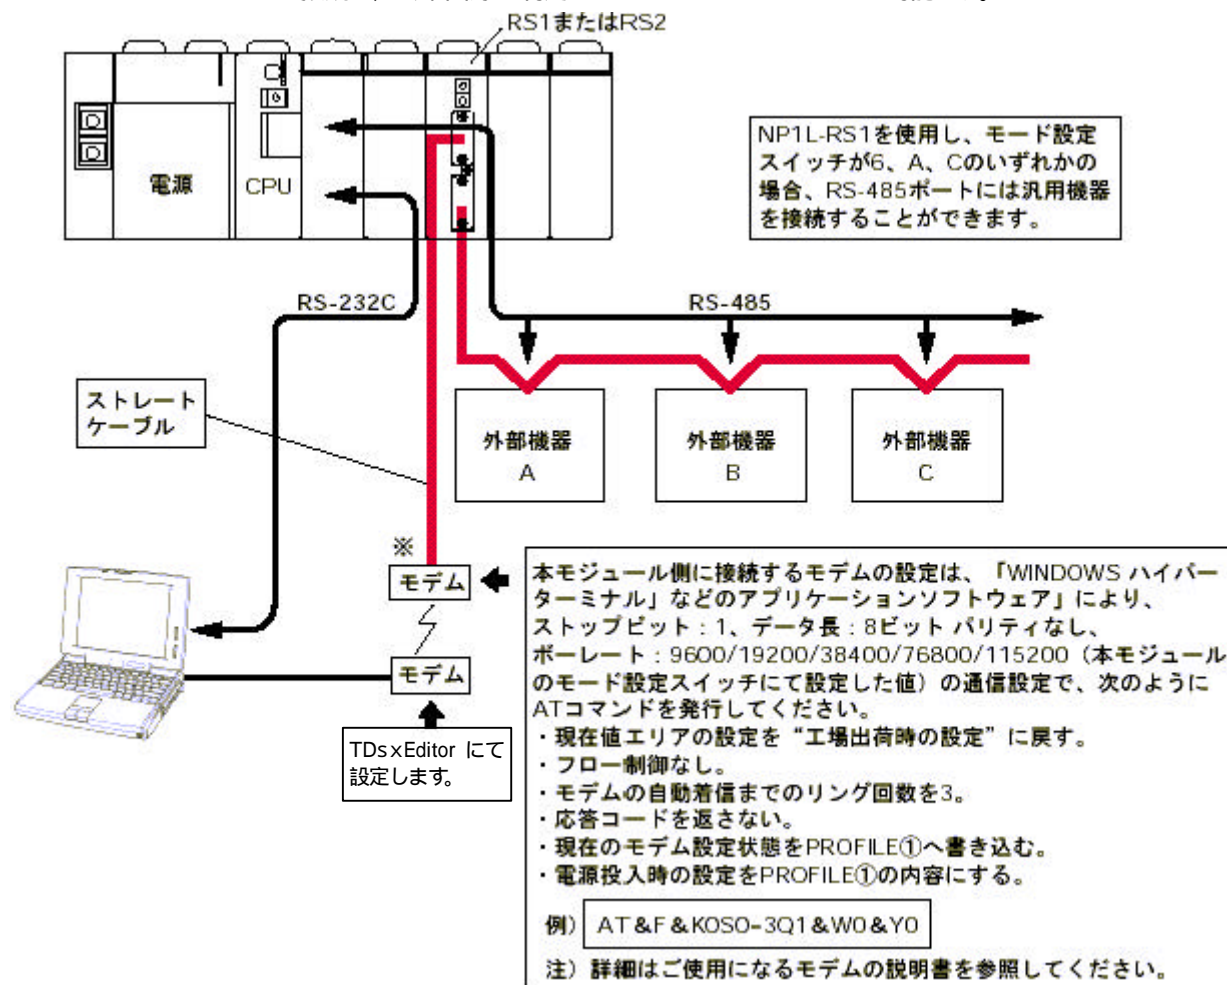 RS1またはRS2
NP1L-RS1を使用し、モード設定
スイッチが6、A、Cのいずれかの
場合、RS-485ポートには汎用機器
を接続することができます。
電源
CPU
RS-232C
RS-485
ストレート
ケーブル
外部機器
A
外部機器
B
外部機器
C
※
モデム
モデム
TDsxEditor にて
設定します。
本モジュール側に接続するモデムの設定は、「WINDOWS ハイパー
ターミナル」などのアプリケーションソフトウェア」により、
ストップビット：1、データ長：8ビット パリティなし、
ボーレート：9600/19200/38400/76800/115200（本モジュール
のモード設定スイッチにて設定した値）の通信設定で、次のように
ATコマンドを発行してください。
・現在値エリアの設定を“工場出荷時の設定”に戻す。
・フロー制御なし。
・モデムの自動着信までのリング回数を3。
・応答コードを返さない。
・現在のモデム設定状態をPROFILE①へ書き込む。
・電源投入時の設定をPROFILE①の内容にする。
例） AT&F&K0S0-3Q1&W0&Y0
注）詳細はご使用になるモデムの説明書を参照してください。